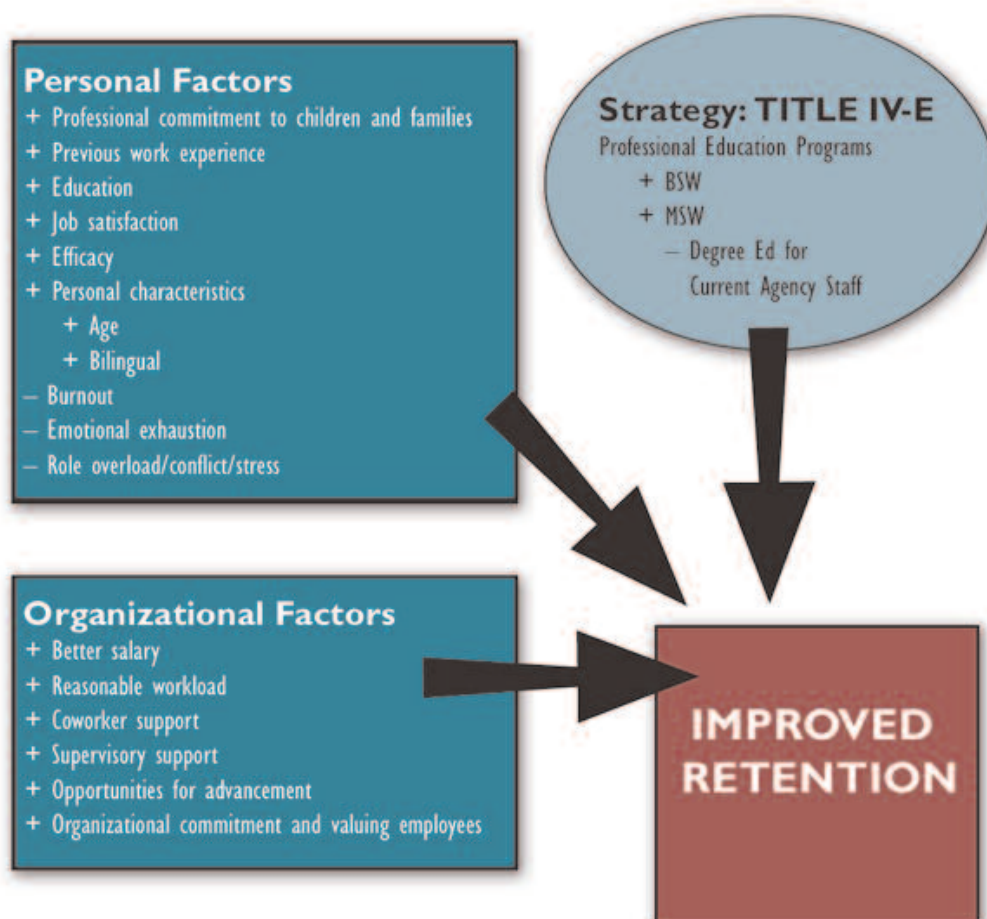 Personal Factors
+ Professional commitment to children and families
+ Previous work experience
+ Education
+ Job satisfaction
+ Efficacy
+ Personal characteristics
+ Age
+ Bilingual
– Burnout
– Emotional exhaustion
– Role overload/conflict/stress
Strategy: TITLE IV-E
Professional Education Programs
+ BSW
+ MSW
– Degree Ed for
Current Agency Staff
Organizational Factors
+ Better salary
+ Reasonable workload
+ Coworker support
+ Supervisory support
+ Opportunities for advancement
+ Organizational commitment and valuing employees
IMPROVED
RETENTION